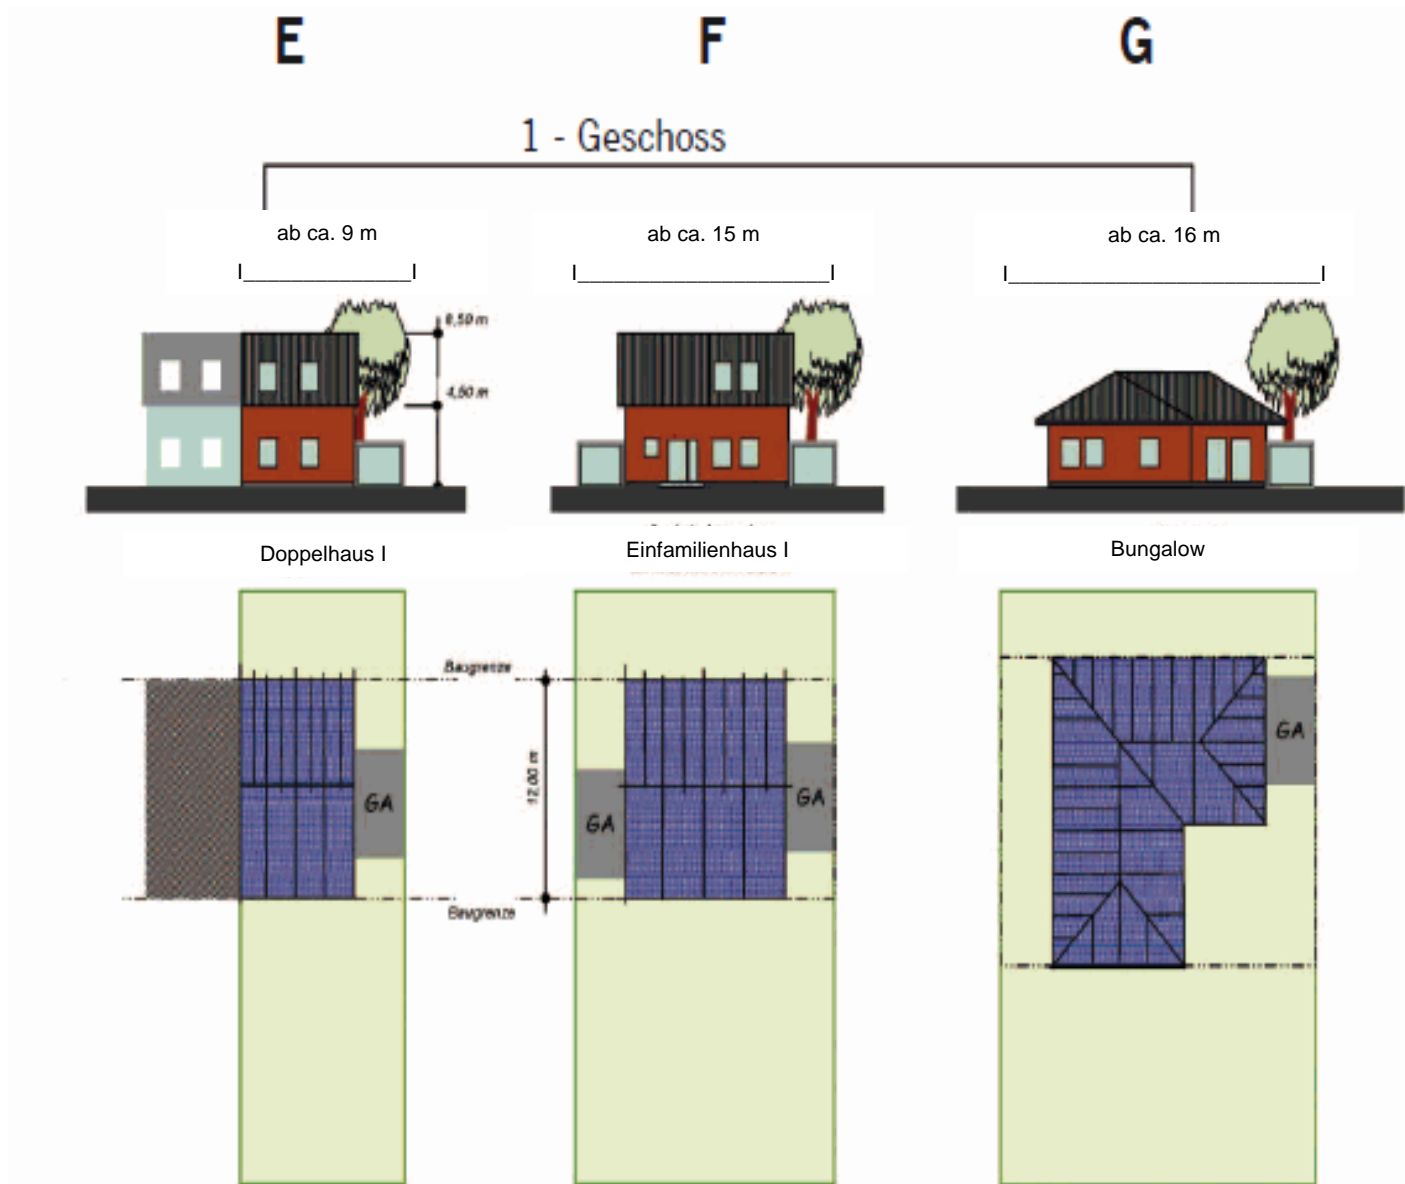 E F G
1 - Geschoss
ab ca. 9 m
ab ca. 15 m
ab ca. 16 m
8,50 m
4,50 m
Doppelhaus I
Einfamilienhaus I
Bungalow
Baugrenze
12,00 m
GA
GA
GA
GA
Baugrenze